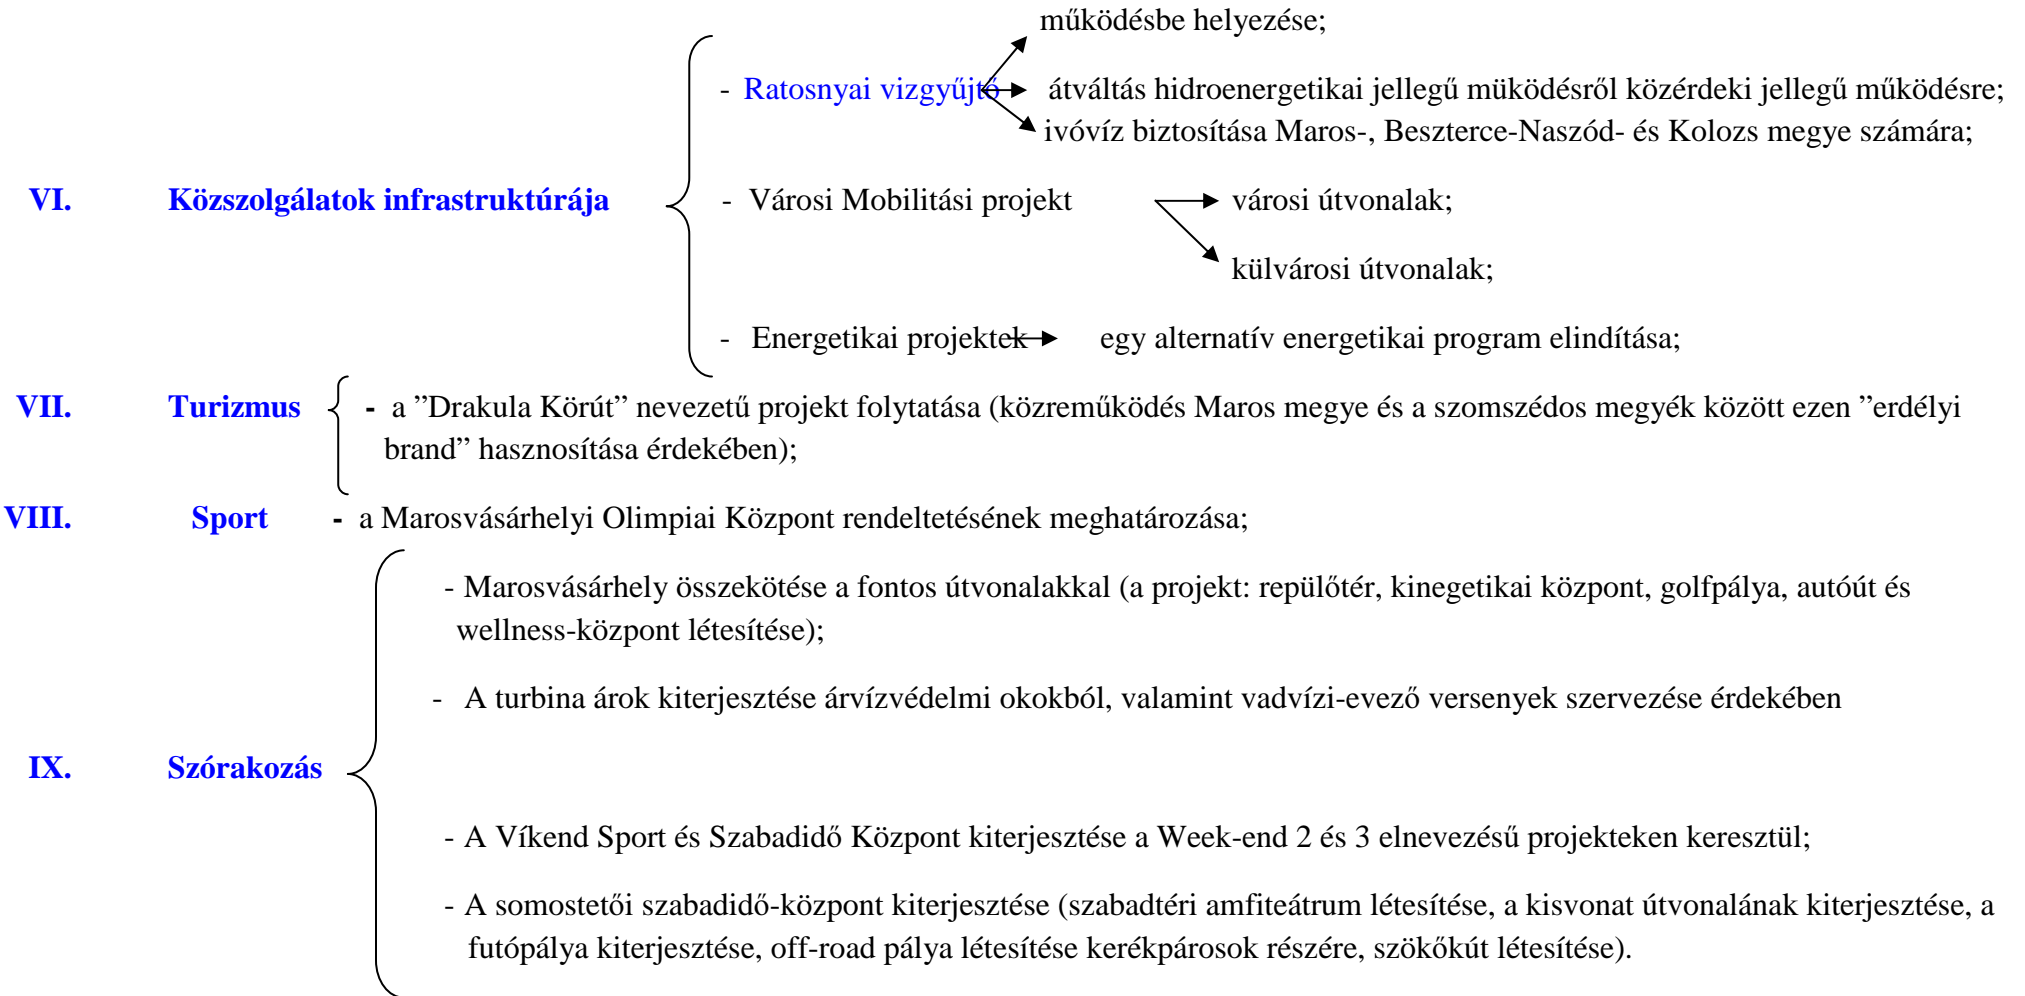 működésbe helyezése;
- Ratosnyai vizgyűjtő átváltás hidroenergetikai jellegű müködésről közérdeki jellegű működésre;
ivóvíz biztosítása Maros-, Beszterce-Naszód- és Kolozs megye számára;
VI. Közszolgálatok infrastruktúrája - Városi Mobilitási projekt városi útvonalak;
külvárosi útvonalak;
- Energetikai projektek egy alternatív energetikai program elindítása;
VII. Turizmus - a ”Drakula Körút” nevezetű projekt folytatása (közreműködés Maros megye és a szomszédos megyék között ezen ”erdélyi
brand” hasznosítása érdekében);
VIII. Sport - a Marosvásárhelyi Olimpiai Központ rendeltetésének meghatározása;
- Marosvásárhely összekötése a fontos útvonalakkal (a projekt: repülőtér, kinegetikai központ, golfpálya, autóút és
wellness-központ létesítése);
- A turbina árok kiterjesztése árvízvédelmi okokból, valamint vadvízi-evező versenyek szervezése érdekében
IX. Szórakozás
- A Víkend Sport és Szabadidő Központ kiterjesztése a Week-end 2 és 3 elnevezésű projekteken keresztül;
- A somostetői szabadidő-központ kiterjesztése (szabadtéri amfiteátrum létesítése, a kisvonat útvonalának kiterjesztése, a
futópálya kiterjesztése, off-road pálya létesítése kerékpárosok részére, szökőkút létesítése).